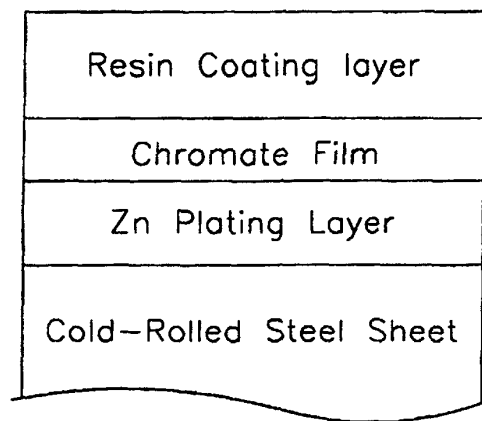 Resin Coating layer
Chromate Film
Zn Plating Layer
Cold-Rolled Steel Sheet